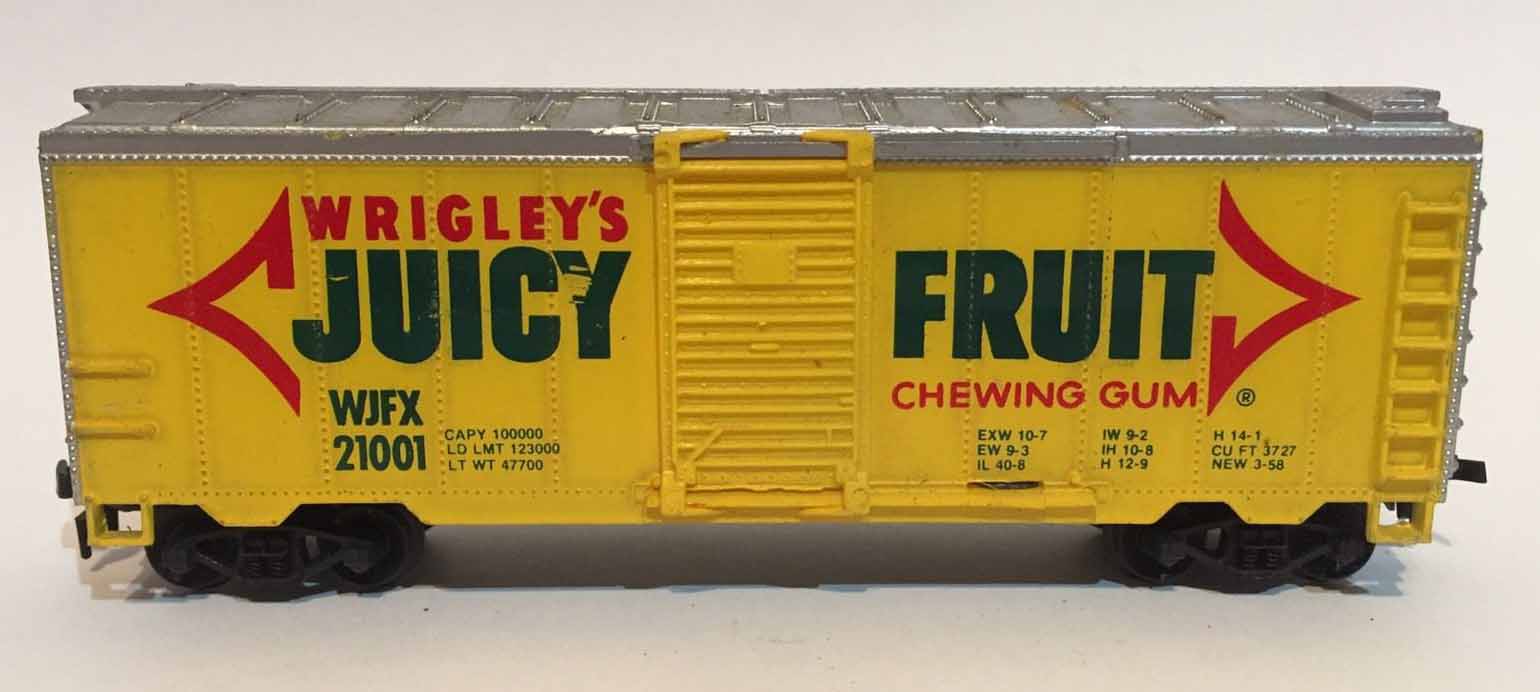 WRIGLEY'S
JUICY FRUIT
CHEWING GUM ®
WJFX
21001
CAPY 100000
LD LMT 123000
LT WT 47700
EXW 10-7
EW 9-3
IL 40-8
IW 9-2
IH 10-8
H 12-9
H 14-1
CU FT 3727
NEW 3-58